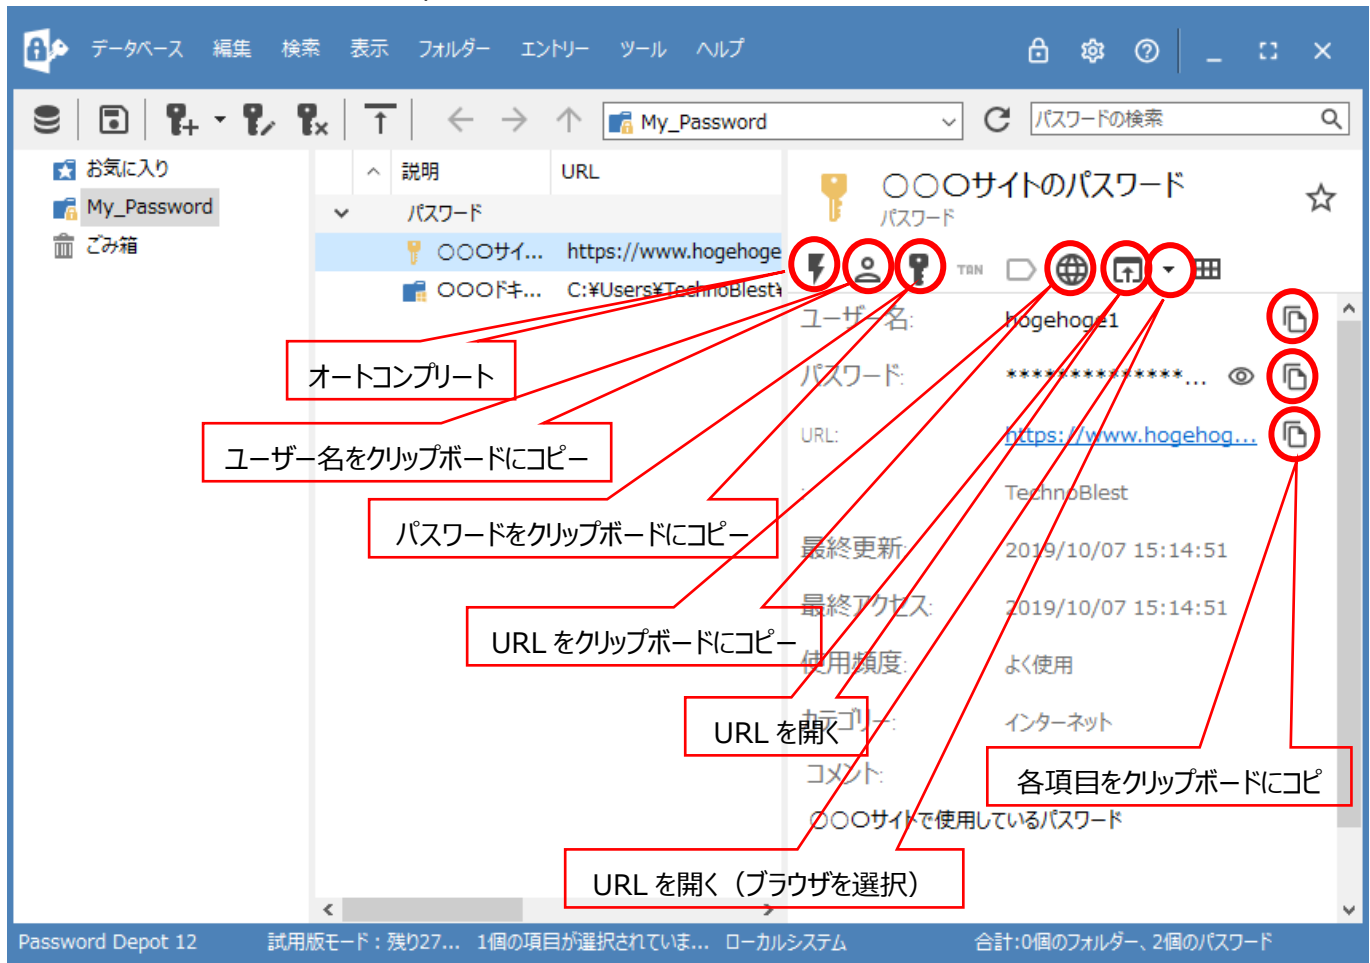 データベース 編集 検索 表示 フォルダー エントリー ツール ヘルプ
My_Password
パスワードの検索
お気に入り
My_Password
ごみ箱
説明 URL
パスワード
〇〇〇サイ... https://www.hogehoge
〇〇〇ドキ... C:¥Users¥TechnoBlest¥
〇〇〇サイトのパスワード
パスワード
TAN
ユーザー名: hogehoge1
パスワード: **************...
URL: https://www.hogehog...
: TechnoBlest
最終更新: 2019/10/07 15:14:51
最終アクセス: 2019/10/07 15:14:51
使用頻度: よく使用
カテゴリー: インターネット
コメント:
〇〇〇サイトで使用しているパスワード
オートコンプリート
ユーザー名をクリップボードにコピー
パスワードをクリップボードにコピー
URL をクリップボードにコピー
URL を開く
各項目をクリップボードにコピ
URL を開く（ブラウザを選択）
Password Depot 12 試用版モード：残り27... 1個の項目が選択されていま... ローカルシステム 合計:0個のフォルダー、2個のパスワード